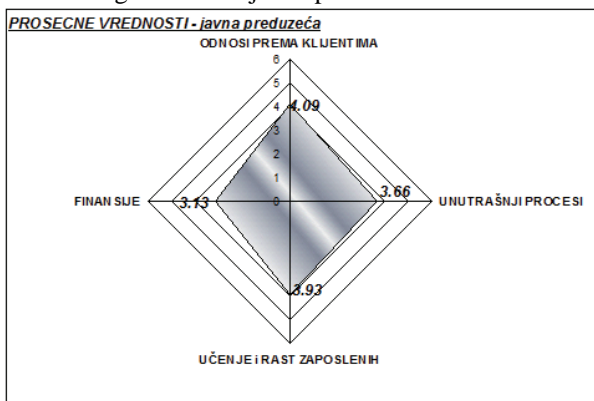 PROSECNE VREDNOSTI - javna preduzeća
ODNOSI PREMA KLIJENTIMA
6
5
4
4.09
3
2
1
3.66
FINANSIJE
3.13
0
UNUTRAŠNJI PROCESI
3.93
UČENJE i RAST ZAPOSLENIH